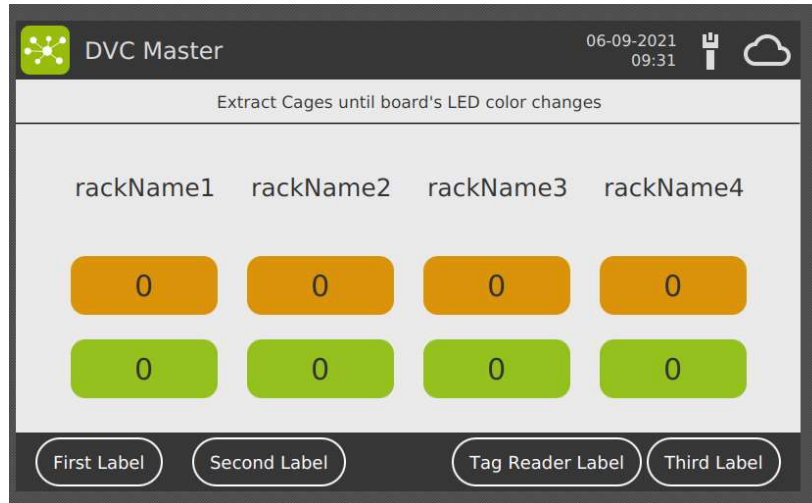 DVC Master
06-09-2021
09:31
Extract Cages until board's LED color changes
rackName1 rackName2 rackName3 rackName4
0 0 0 0
0 0 0 0
First Label Second Label Tag Reader Label Third Label